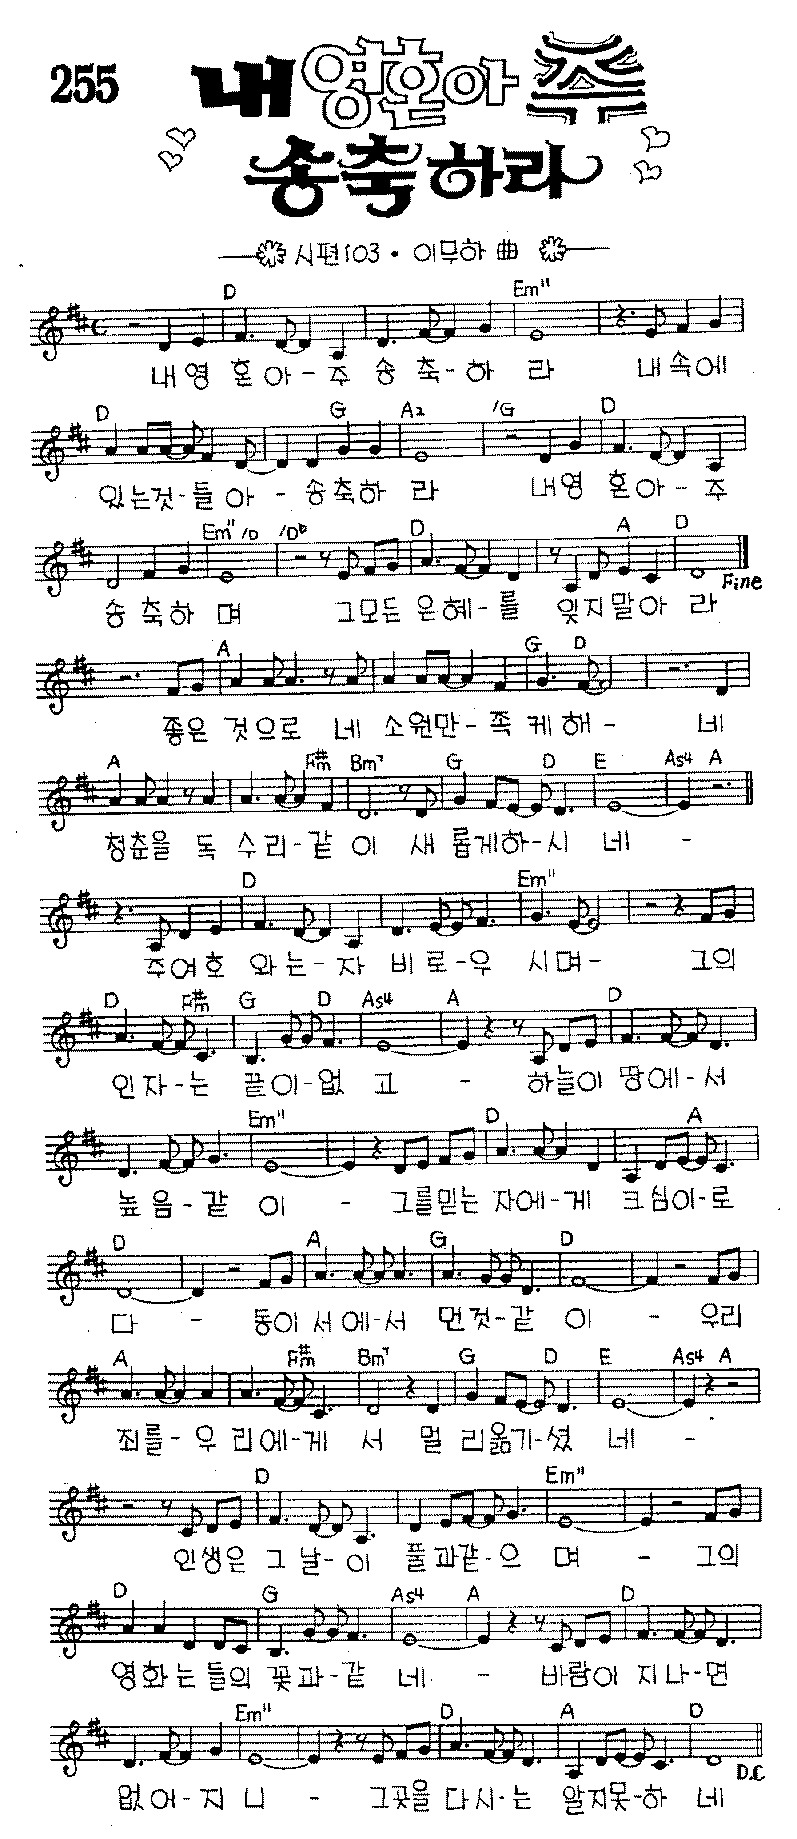 255
내 영혼아 주
송축하라
시편103 · 이무하 曲
D Em11
내영 혼아 - 주 송 축 - 하 라 내속에
D G A2 /G D
있는것 - 들아 - 송축하 라 내영 혼아 - 주
Em11 /D /Db D A D
송 축하 며 그모든 은혜 - 를 잊지말아 라
Fine
A G D
좋은 것으로 네 소원만 - 족 케해 - 네
A F#m Bm7 G D E As4 A
청춘을 독 수리 - 같 이 새 롭게하 - 시 네 -
D Em11
주여호 와는 - 자 비로 - 우 시며 - 그의
D F#m G D As4 A D
인자 - 는 끝이 - 없 고 - 하늘이 땅에 - 서
Em11 D A
높음 - 같 이 - 그를믿는 자에 - 게 크심이 - 로
D A G D
다 - 동이 서에 - 서 먼것 - 같 이 - 우리
A F#m Bm7 G D E As4 A
죄를 - 우 리에 - 게 서 멀 리옮기 - 셨 네 -
D Em11
인생은 그 날 - 이 풀과같 - 으 며 - 그의
D G As4 A D
영화는들의 꽃과 - 같 네 - 바람이 지나 - 면
Em11 D A D
없어 - 지 니 - 그곳을 다시 - 는 알지못 - 하 네
D.C